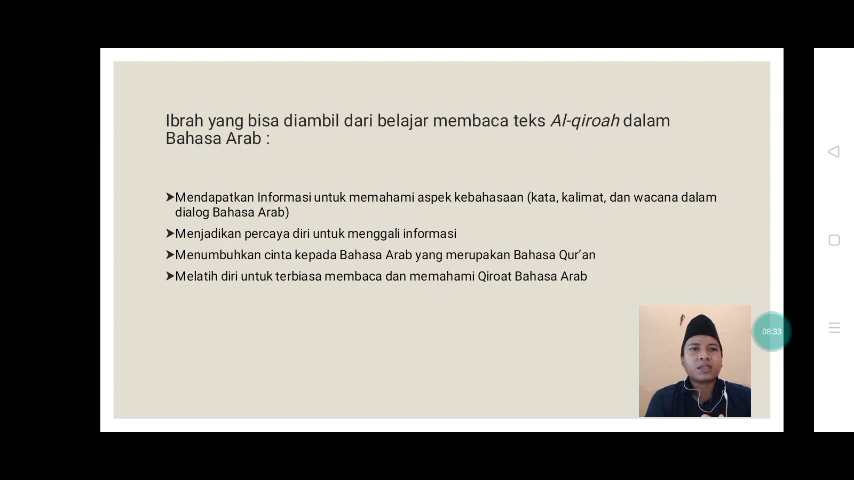 Ibrah yang bisa diambil dari belajar membaca teks Al-qiroah dalam
Bahasa Arab :
➤Mendapatkan Informasi untuk memahami aspek kebahasaan (kata, kalimat, dan wacana dalam
dialog Bahasa Arab)
➤Menjadikan percaya diri untuk menggali informasi
➤Menumbuhkan cinta kepada Bahasa Arab yang merupakan Bahasa Qur’an
➤Melatih diri untuk terbiasa membaca dan memahami Qiroat Bahasa Arab
08:33